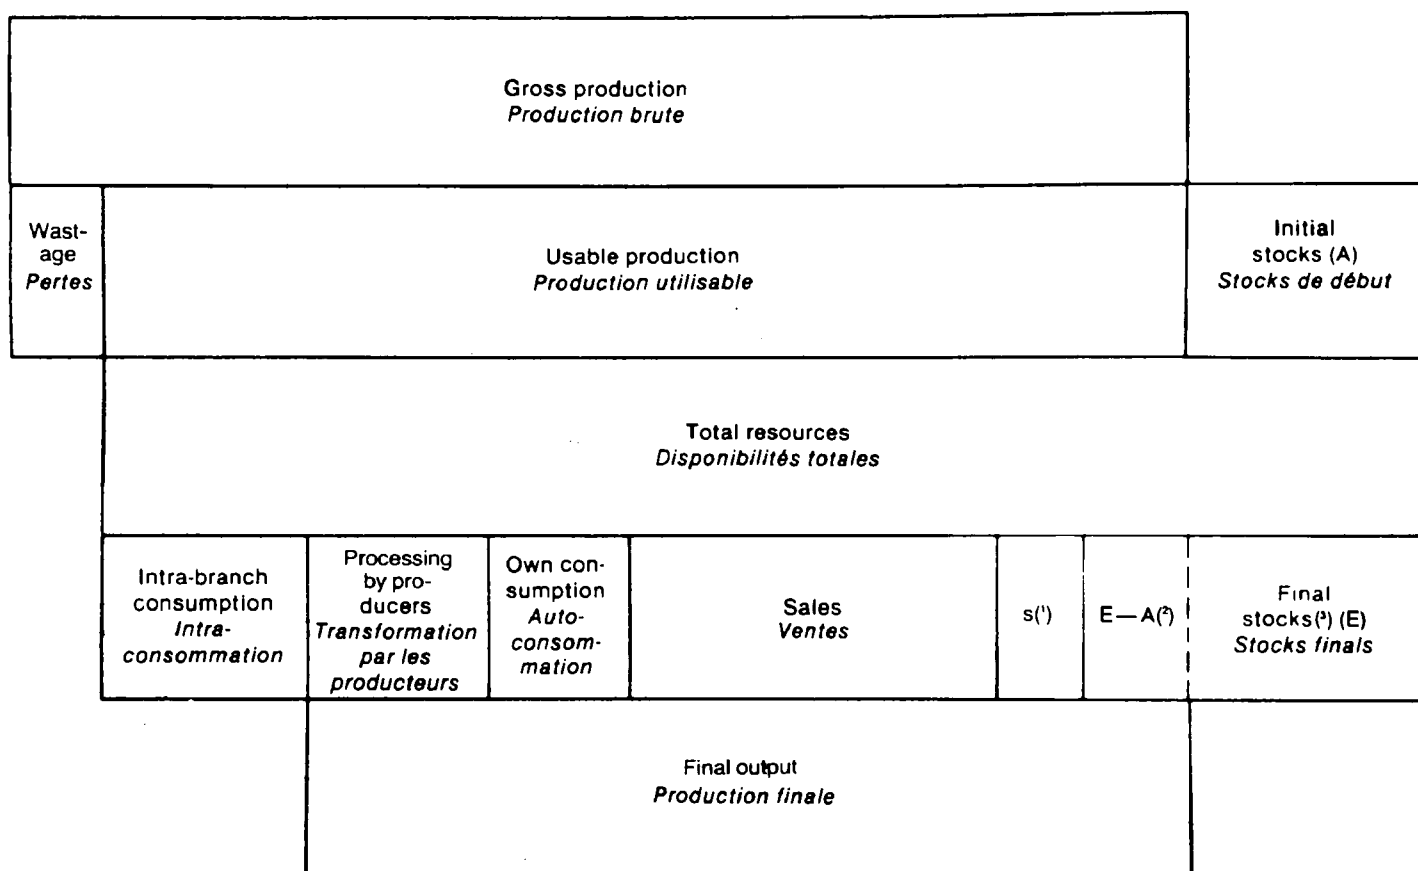 Gross production
Production brute
Wast-
age
Pertes
Usable production
Production utilisable
Initial
stocks (A)
Stocks de début
Total resources
Disponibilités totales
Intra-branch
consumption
Intra-
consommation
Processing
by pro-
ducers
Transformation
par les
producteurs
Own con-
sumption
Auto-
consom-
mation
Sales
Ventes
s(¹)
E—A(²)
Final
stocks(³) (E)
Stocks finals
Final output
Production finale